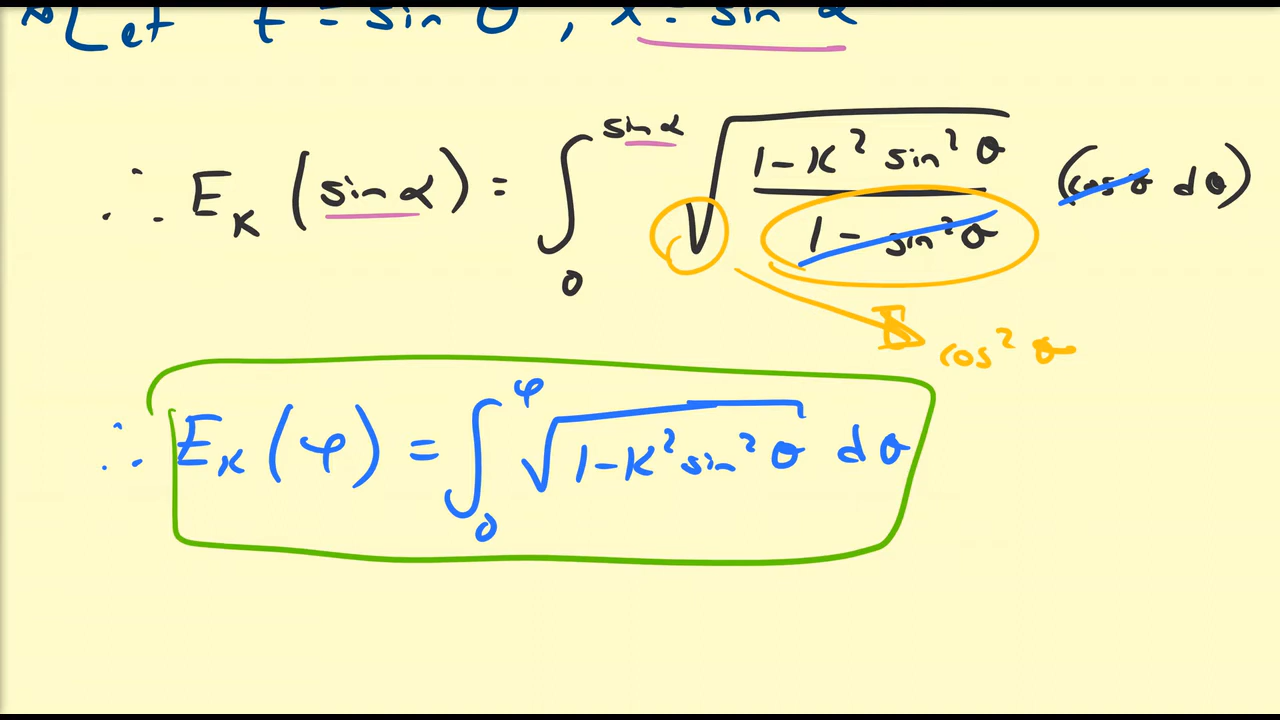 Let t = sin θ , x = sin α
∴ E_K (sin α) = ∫_0^{sin α} √((1-K² sin² θ)/(1 - sin² θ)) (cos θ dθ)
cos² θ
∴ E_K (φ) = ∫_0^φ √(1-K² sin² θ) dθ